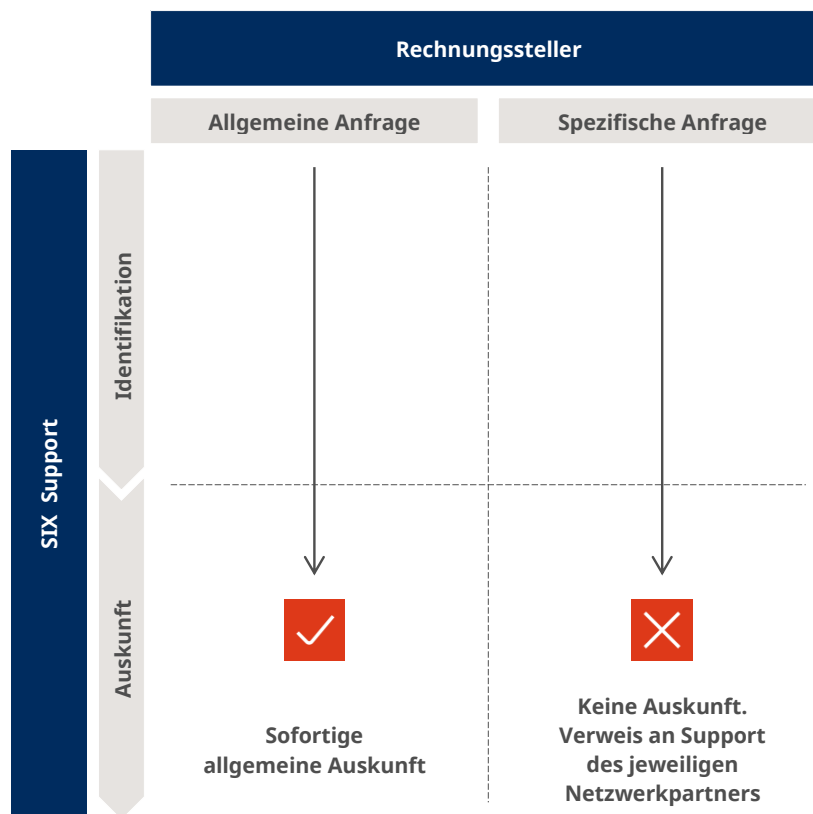 Rechnungssteller
Allgemeine Anfrage
Spezifische Anfrage
SIX Support
Identifikation
Auskunft
Sofortige
allgemeine Auskunft
Keine Auskunft.
Verweis an Support
des jeweiligen
Netzwerkpartners